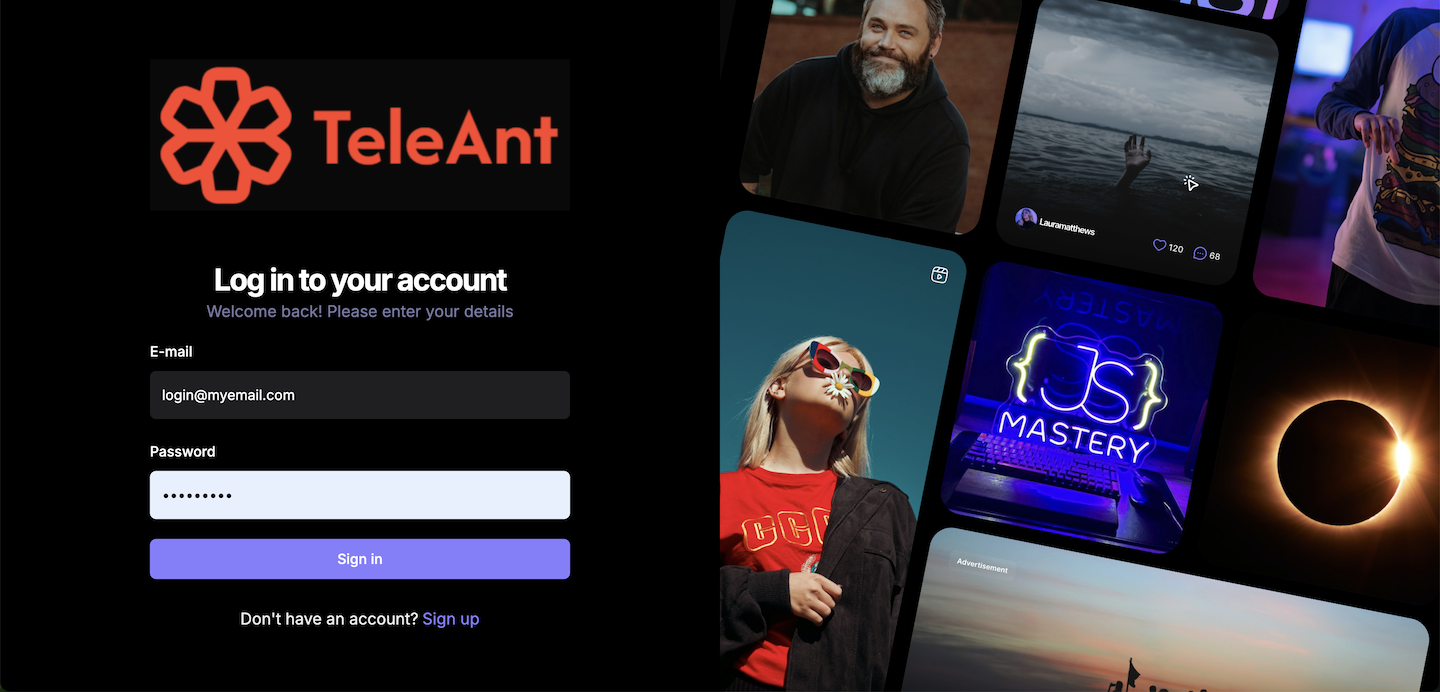 TeleAnt
Log in to your account
Welcome back! Please enter your details
E-mail
login@myemail.com
Password
•••••••••
Sign in
Don't have an account? Sign up
Lauramatthews
120
68
MASTERY
{JS}
MASTERY
Advertisement